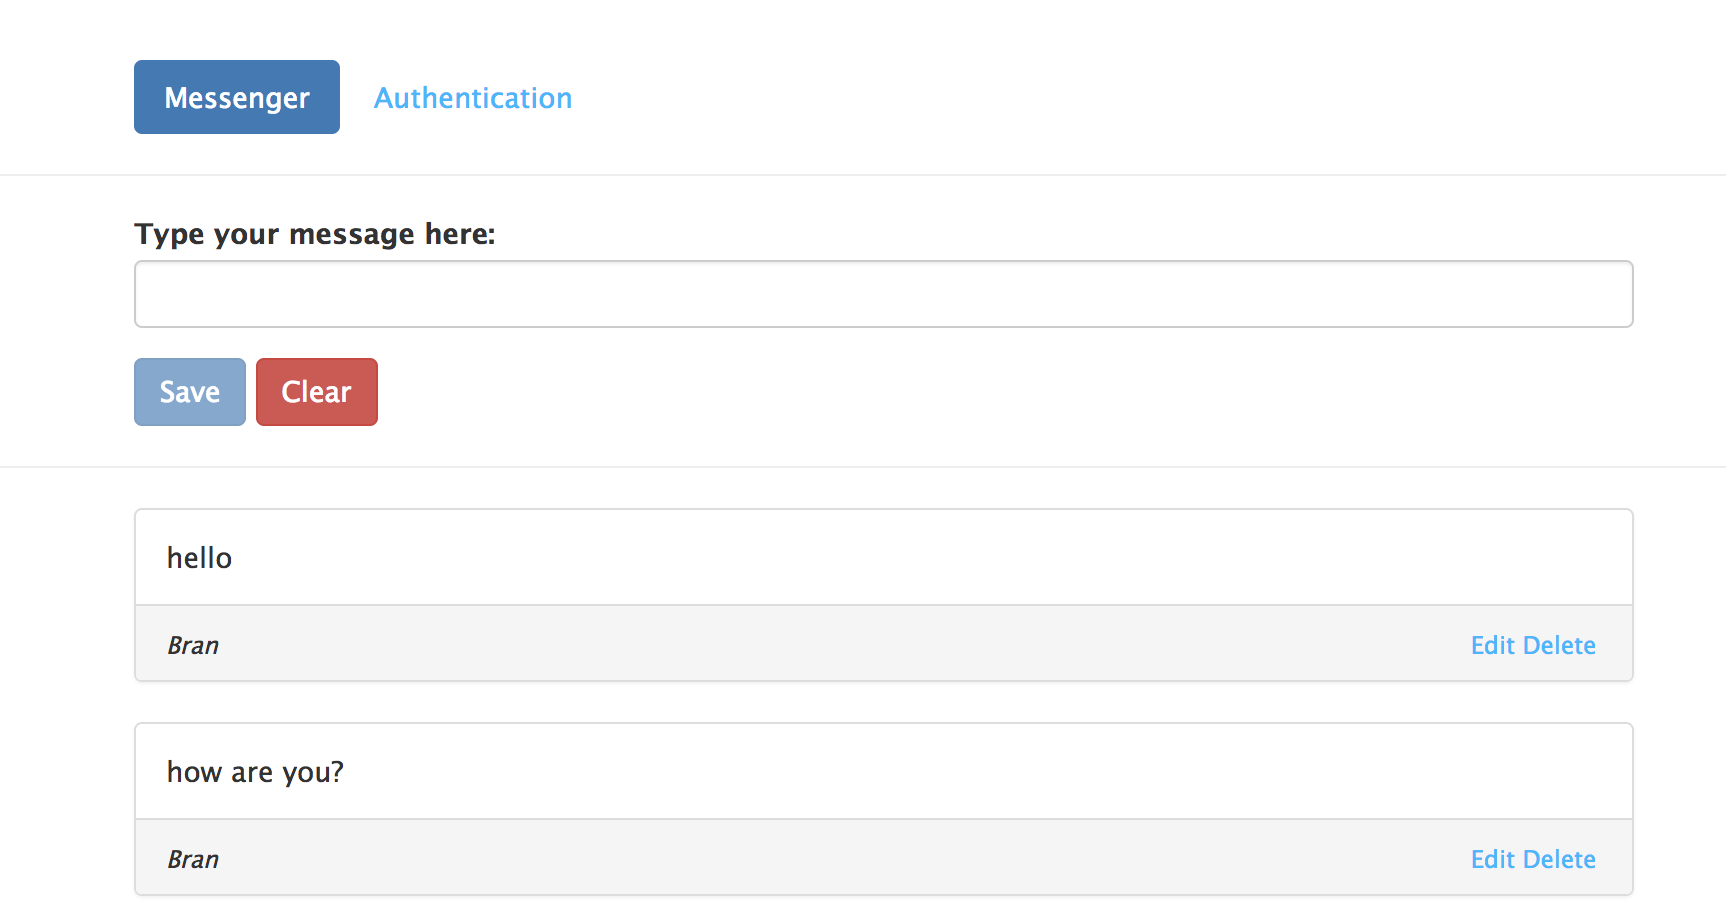 Messenger Authentication
Type your message here:
Save Clear
hello
Bran Edit Delete
how are you?
Bran Edit Delete